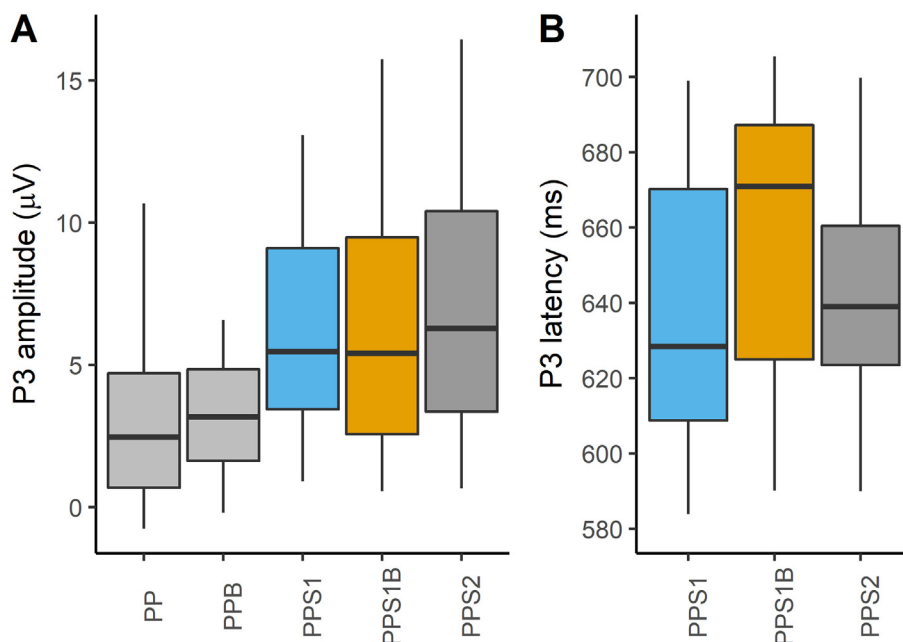 A
P3 amplitude (μV)
15
10
5
0
PP
PPB
PPS1
PPS1B
PPS2
B
P3 latency (ms)
700
680
660
640
620
600
580
PPS1
PPS1B
PPS2